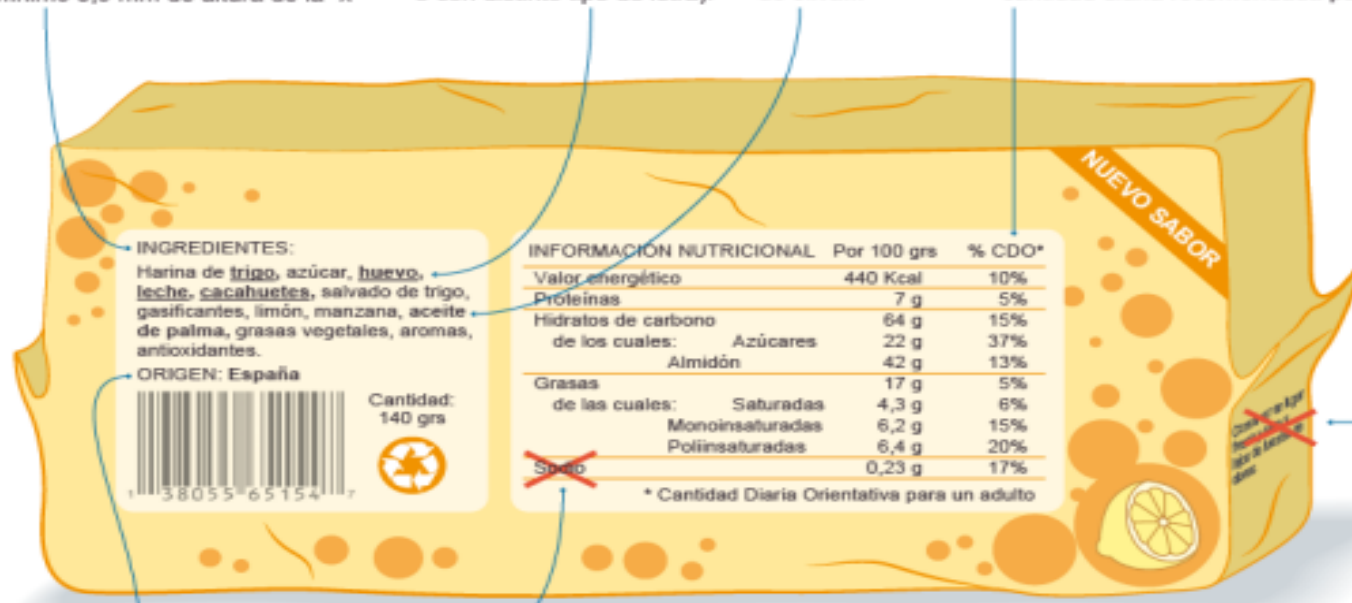 NUEVO SABOR
INGREDIENTES:
Harina de trigo, azúcar, huevo,
leche, cacahuetes, salvado de trigo,
gasificantes, limón, manzana, aceite
de palma, grasas vegetales, aromas,
antioxidantes.
ORIGEN: España
Cantidad:
140 grs
1 38055 65154 7
INFORMACIÓN NUTRICIONAL Por 100 grs % CDO*
Valor energético 440 Kcal 10%
Proteínas 7 g 5%
Hidratos de carbono 64 g 15%
de los cuales: Azúcares 22 g 37%
Almidón 42 g 13%
Grasas 17 g 5%
de las cuales: Saturadas 4,3 g 6%
Monoinsaturadas 6,2 g 15%
Poliinsaturadas 6,4 g 20%
Sodio 0,23 g 17%
* Cantidad Diaria Orientativa para un adulto